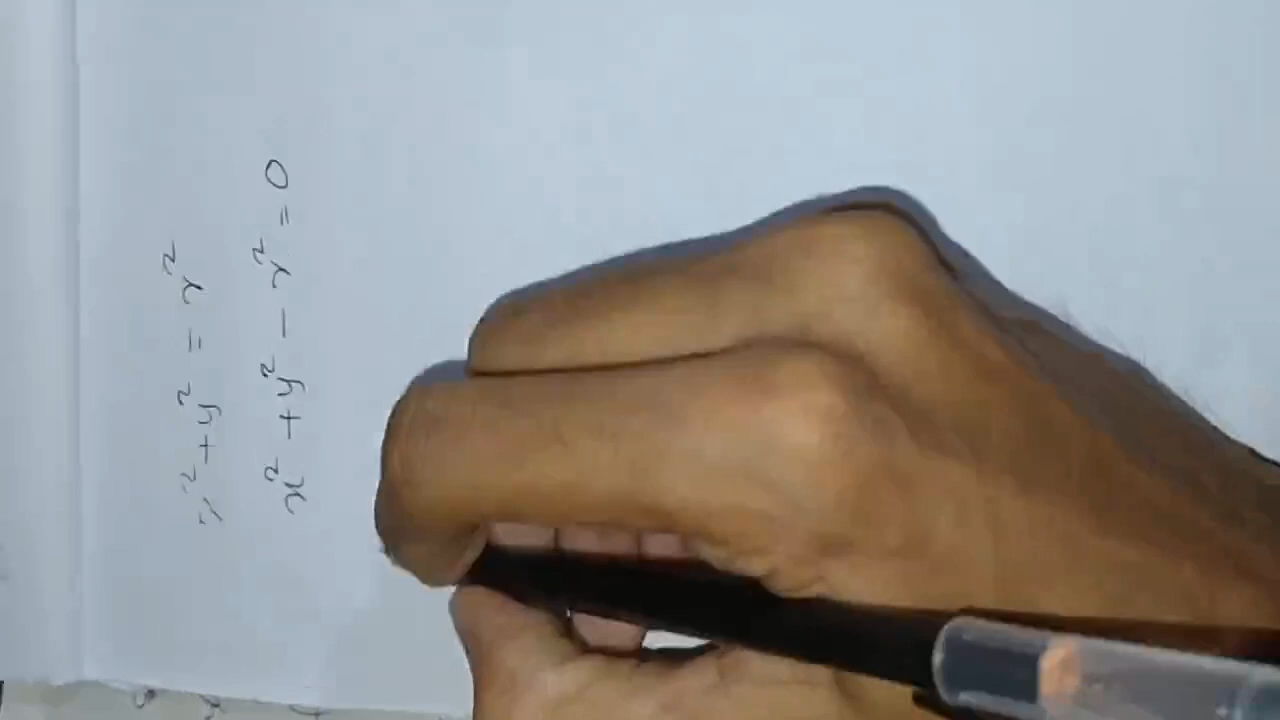 x² + y² = r²
x² + y² - r² = 0